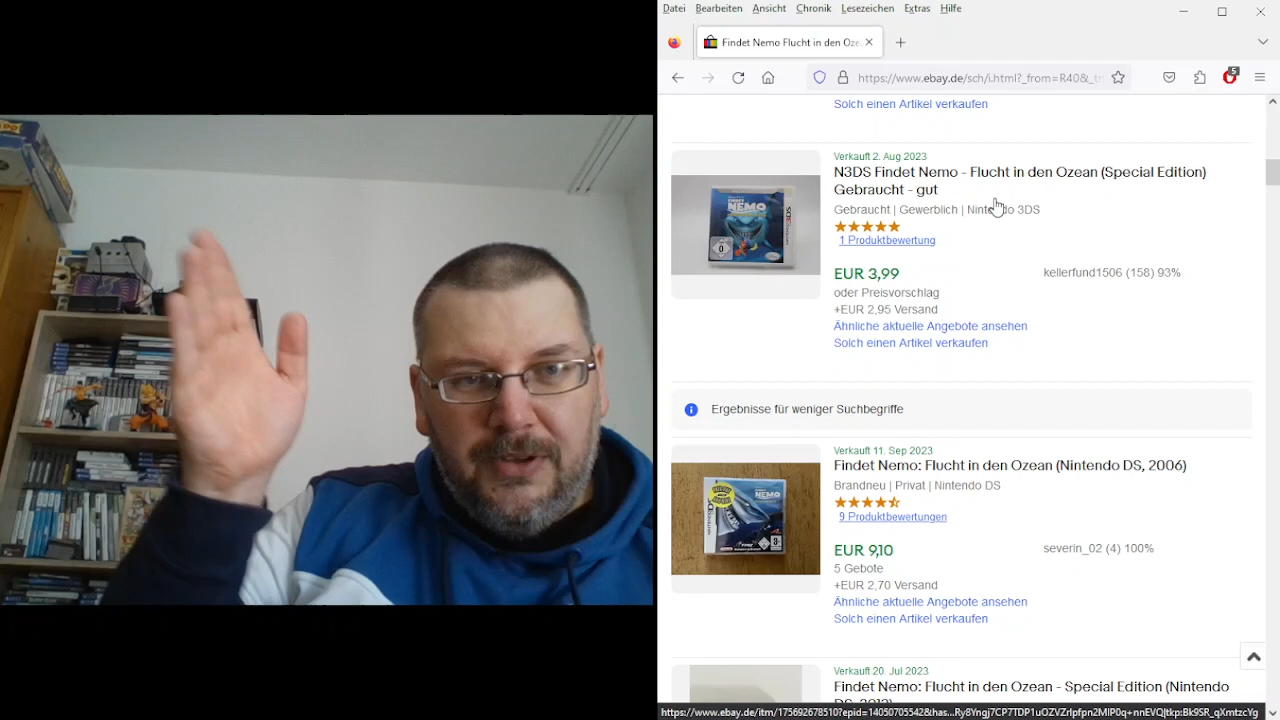 Datei Bearbeiten Ansicht Chronik Lesezeichen Extras Hilfe
Findet Nemo Flucht in den Oze
https://www.ebay.de/sch/i.html?_from=R40&_tr
5
Solch einen Artikel verkaufen
Verkauft 2. Aug 2023
N3DS Findet Nemo - Flucht in den Ozean (Special Edition)
Gebraucht - gut
Gebraucht | Gewerblich | Nintendo 3DS
1 Produktbewertung
EUR 3,99
kellerfund1506 (158) 93%
oder Preisvorschlag
+EUR 2,95 Versand
Ähnliche aktuelle Angebote ansehen
Solch einen Artikel verkaufen
NEMO
Ergebnisse für weniger Suchbegriffe
Verkauft 11. Sep 2023
Findet Nemo: Flucht in den Ozean (Nintendo DS, 2006)
Brandneu | Privat | Nintendo DS
9 Produktbewertungen
EUR 9,10
severin_02 (4) 100%
5 Gebote
+EUR 2,70 Versand
Ähnliche aktuelle Angebote ansehen
Solch einen Artikel verkaufen
NEMO
Verkauft 20. Jul 2023
Findet Nemo: Flucht in den Ozean - Special Edition (Nintendo